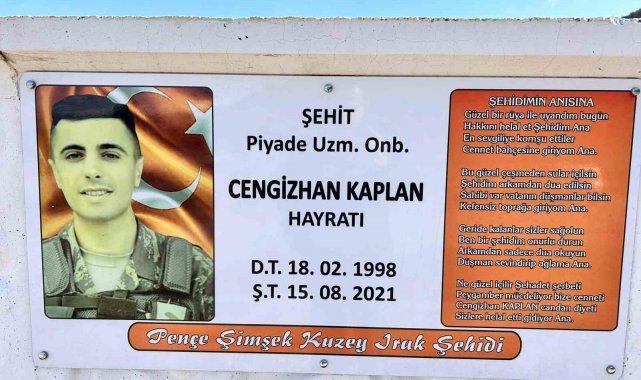 ŞEHİT
Piyade Uzm. Onb.
CENGİZHAN KAPLAN
HAYRATI
D.T. 18. 02. 1998
Ş.T. 15. 08. 2021
ŞEHİDİMİN ANISINA
Güzel bir rüya ile uyandım bugün
Hakkını helal et Şehidim Ana
En sevgiliye komşu ettiler
Cennet bahçesine giriyom Ana.
Bu güzel çeşmeden sular içilsin
Şehidim arkamdan dua edilsin
Sahibi var vatanın düşmanlar bilsin
Kefensiz toprağa giriyom Ana.
Geride kalanlar sizler sağolun
Ben bir şehidim onurlu durun
Arkamdan sadece dua okuyun
Düşman sevindirip ağlama Ana.
Ne güzel içilir Şehadet şerbeti
Peygamber müjdeliyor bize cenneti
Cengizhan KAPLAN candan diyeti
Sizlere helal etti gidiyor Ana.
Pençe Şimşek Kuzey Irak Şehidi